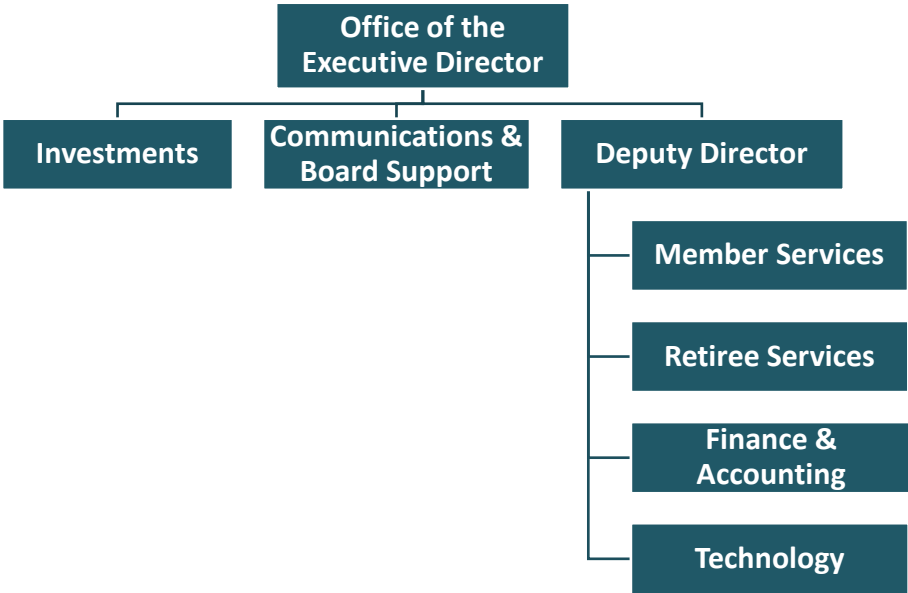 Office of the
Executive Director
Investments
Communications &
Board Support
Deputy Director
Member Services
Retiree Services
Finance &
Accounting
Technology